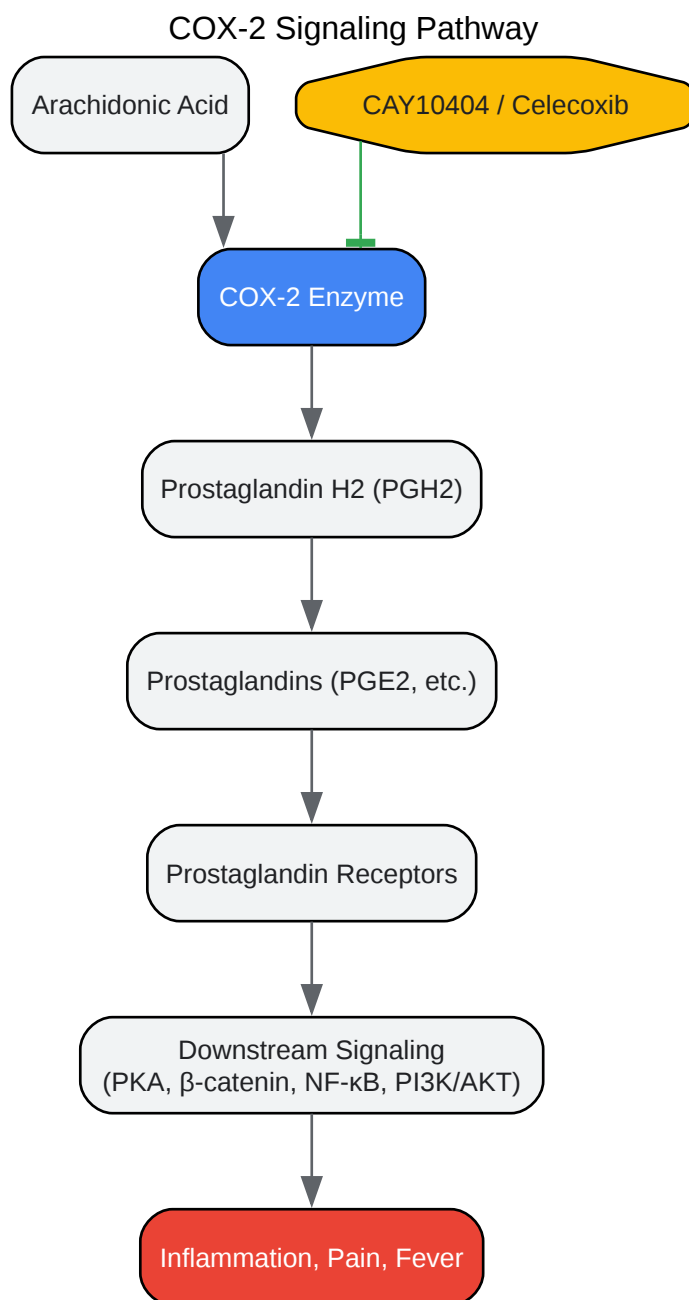 COX-2 Signaling Pathway
Arachidonic Acid
CAY10404 / Celecoxib
COX-2 Enzyme
Prostaglandin H2 (PGH2)
Prostaglandins (PGE2, etc.)
Prostaglandin Receptors
Downstream Signaling
(PKA, β-catenin, NF-κB, PI3K/AKT)
Inflammation, Pain, Fever